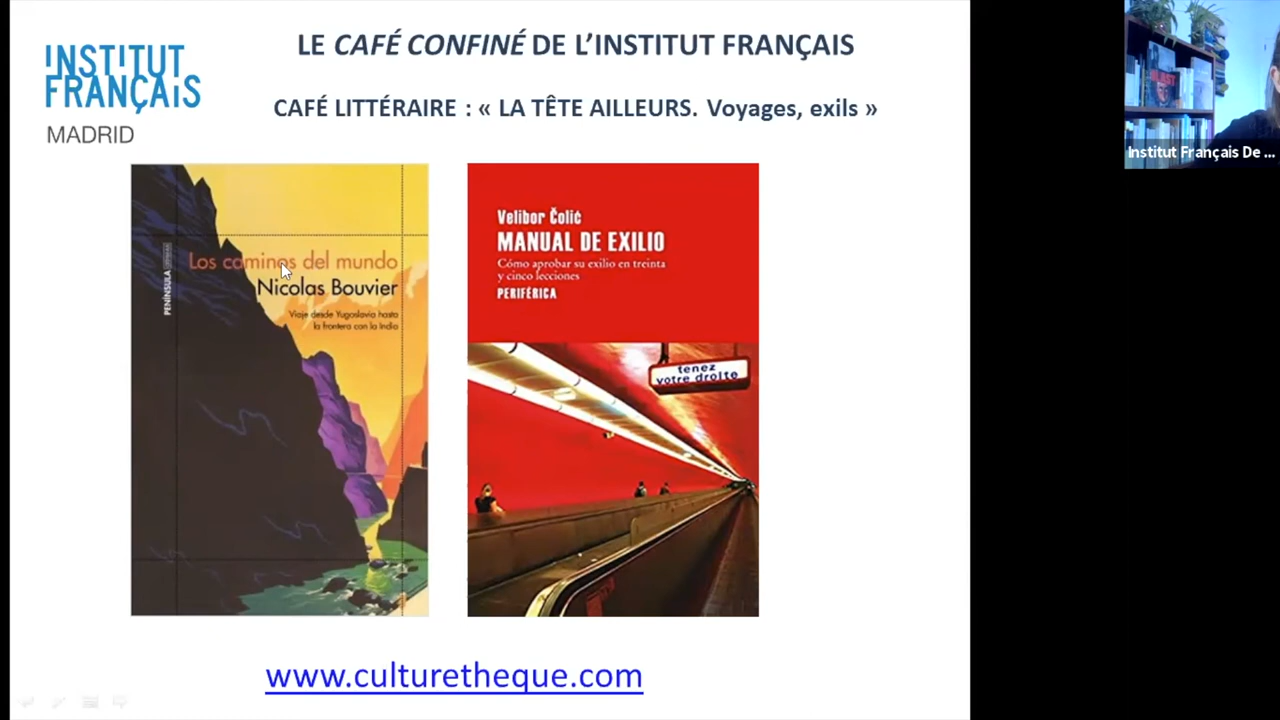 INSTITUT
FRANÇAIS
MADRID
LE CAFÉ CONFINÉ DE L’INSTITUT FRANÇAIS
CAFÉ LITTÉRAIRE : « LA TÊTE AILLEURS. Voyages, exils »
Los caminos del mundo
Nicolas Bouvier
Viaje desde Yugoslavia hasta
la frontera con la India
PENÍNSULA
Velibor Čolić
MANUAL DE EXILIO
Cómo aprobar su exilio en treinta
y cinco lecciones
PERIFÉRICA
tenez
votre droite
www.culturetheque.com
BLAST
Institut Français De ...